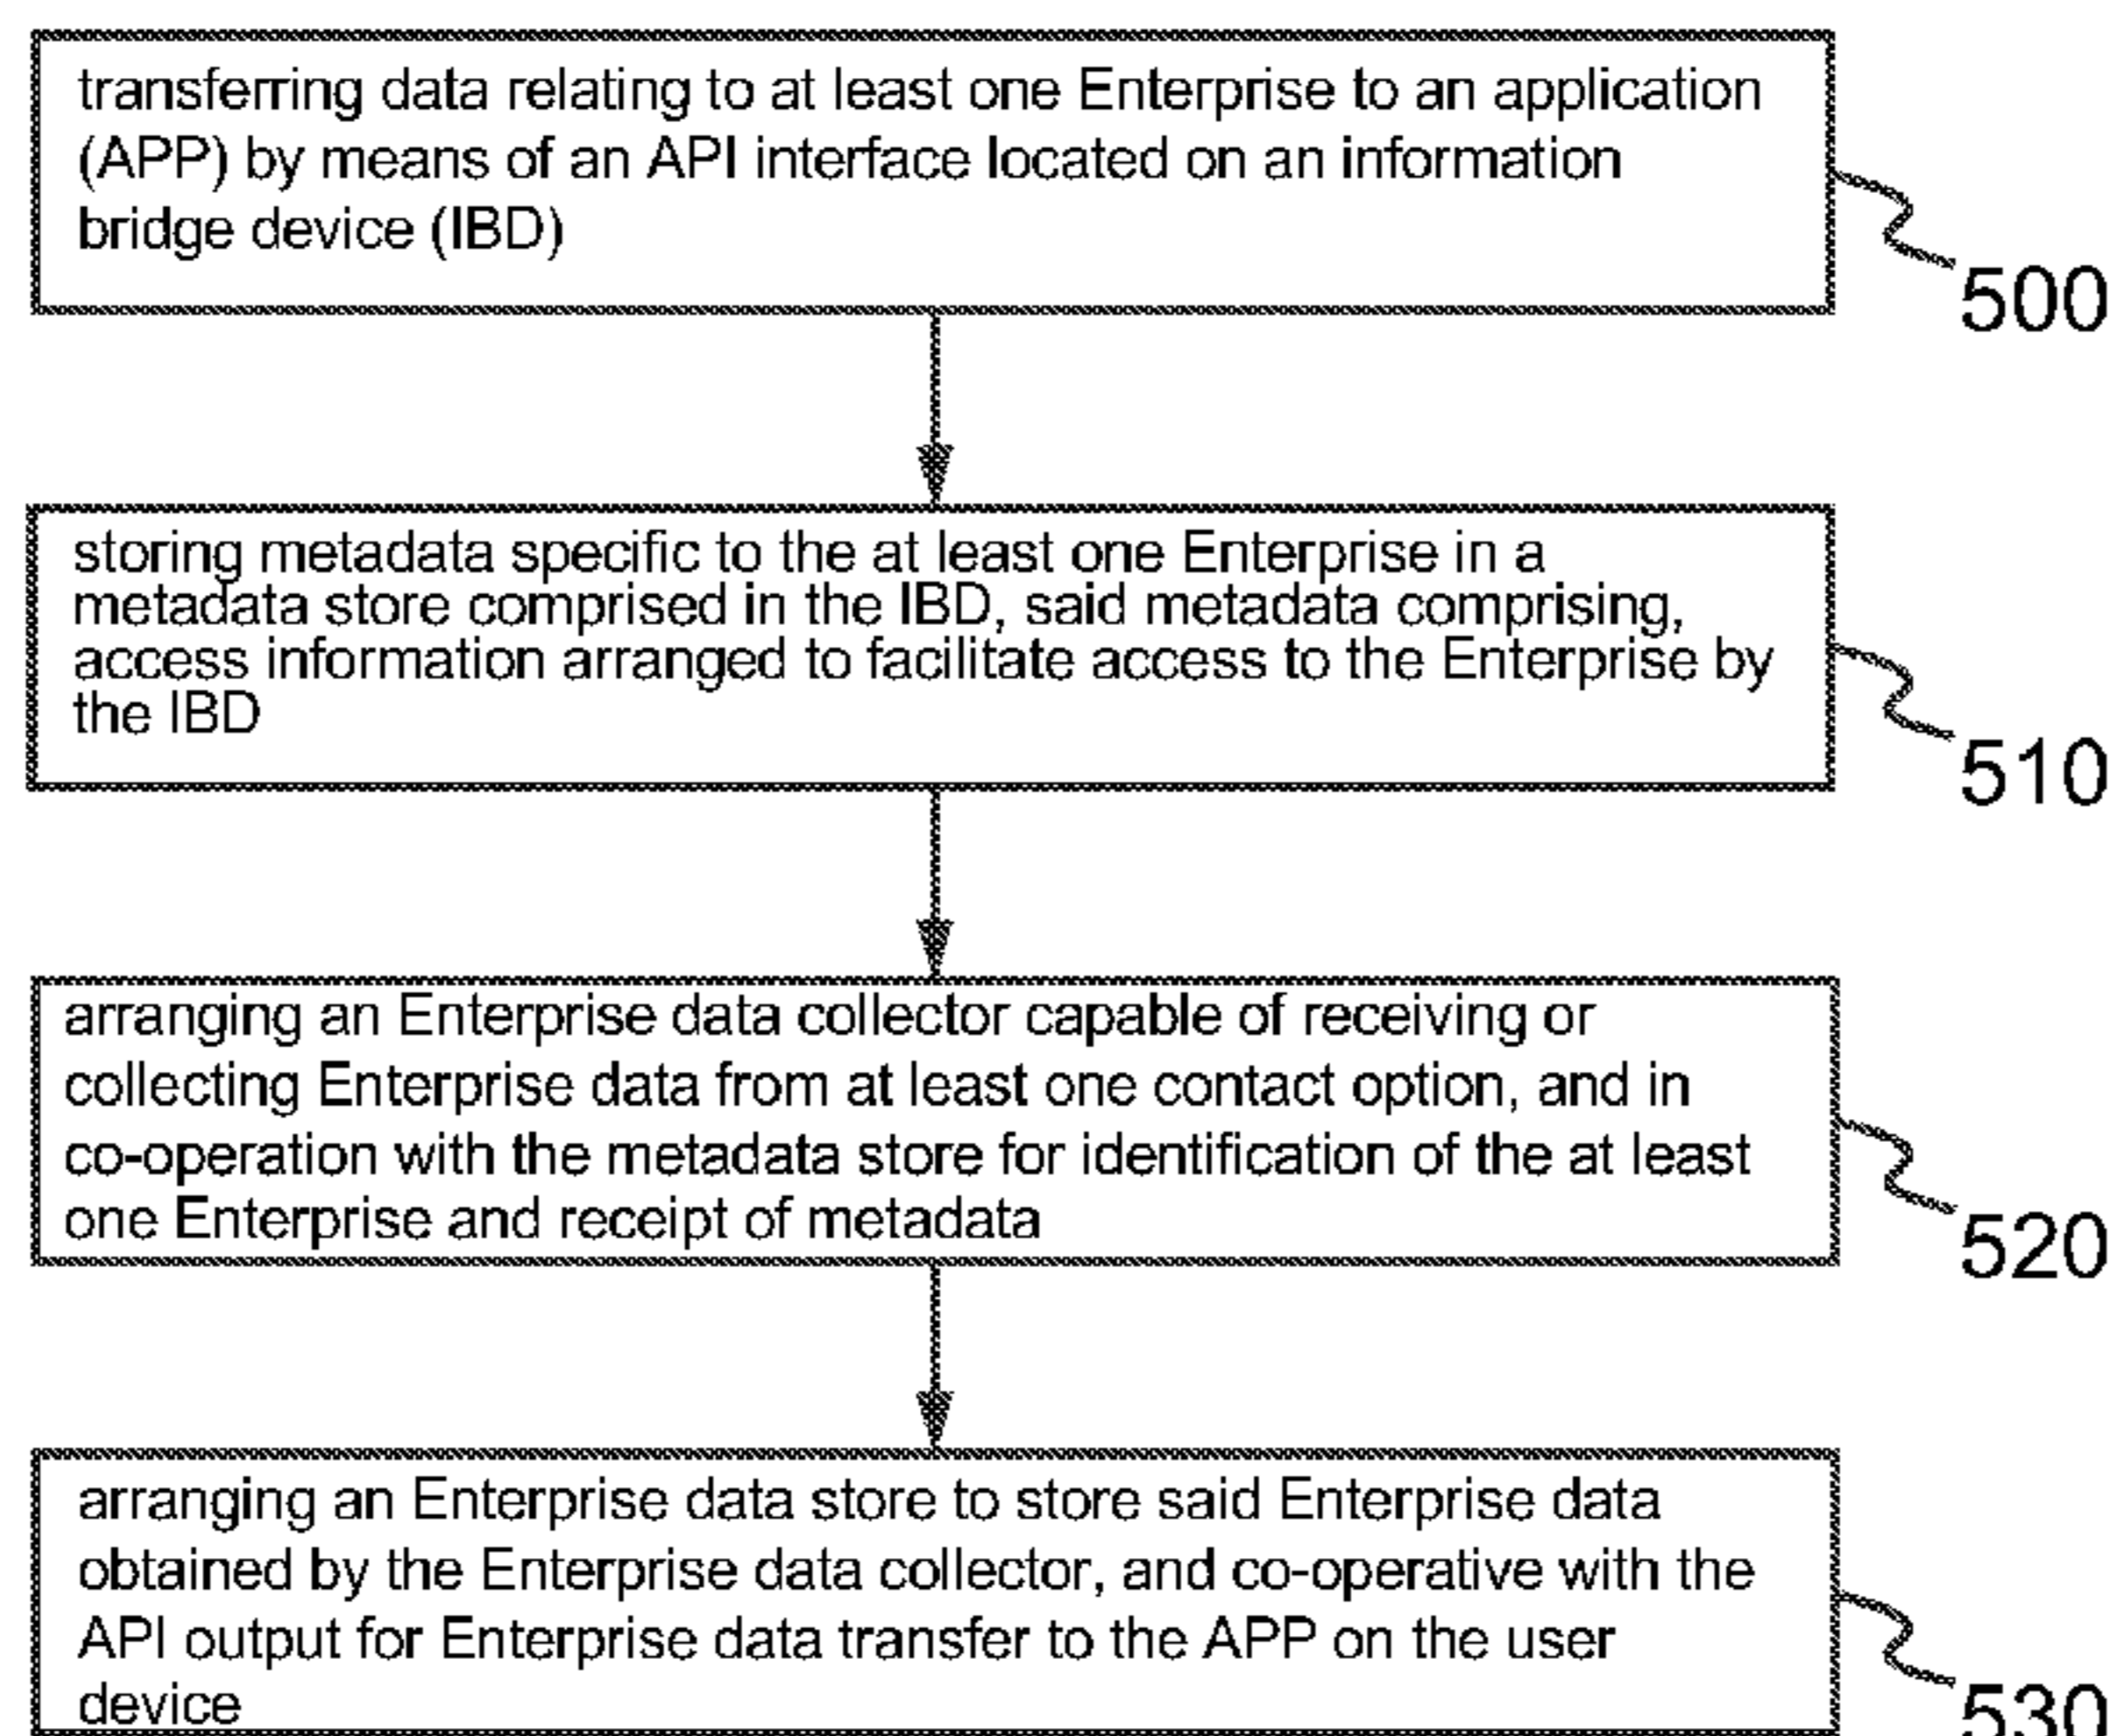 transferring data relating to at least one Enterprise to an application
(APP) by means of an API interface located on an information
bridge device (IBD)
500
storing metadata specific to the at least one Enterprise in a
metadata store comprised in the IBD, said metadata comprising,
access information arranged to facilitate access to the Enterprise by
the IBD
510
arranging an Enterprise data collector capable of receiving or
collecting Enterprise data from at least one contact option, and in
co-operation with the metadata store for identification of the at least
one Enterprise and receipt of metadata
520
arranging an Enterprise data store to store said Enterprise data
obtained by the Enterprise data collector, and co-operative with the
API output for Enterprise data transfer to the APP on the user
device
530